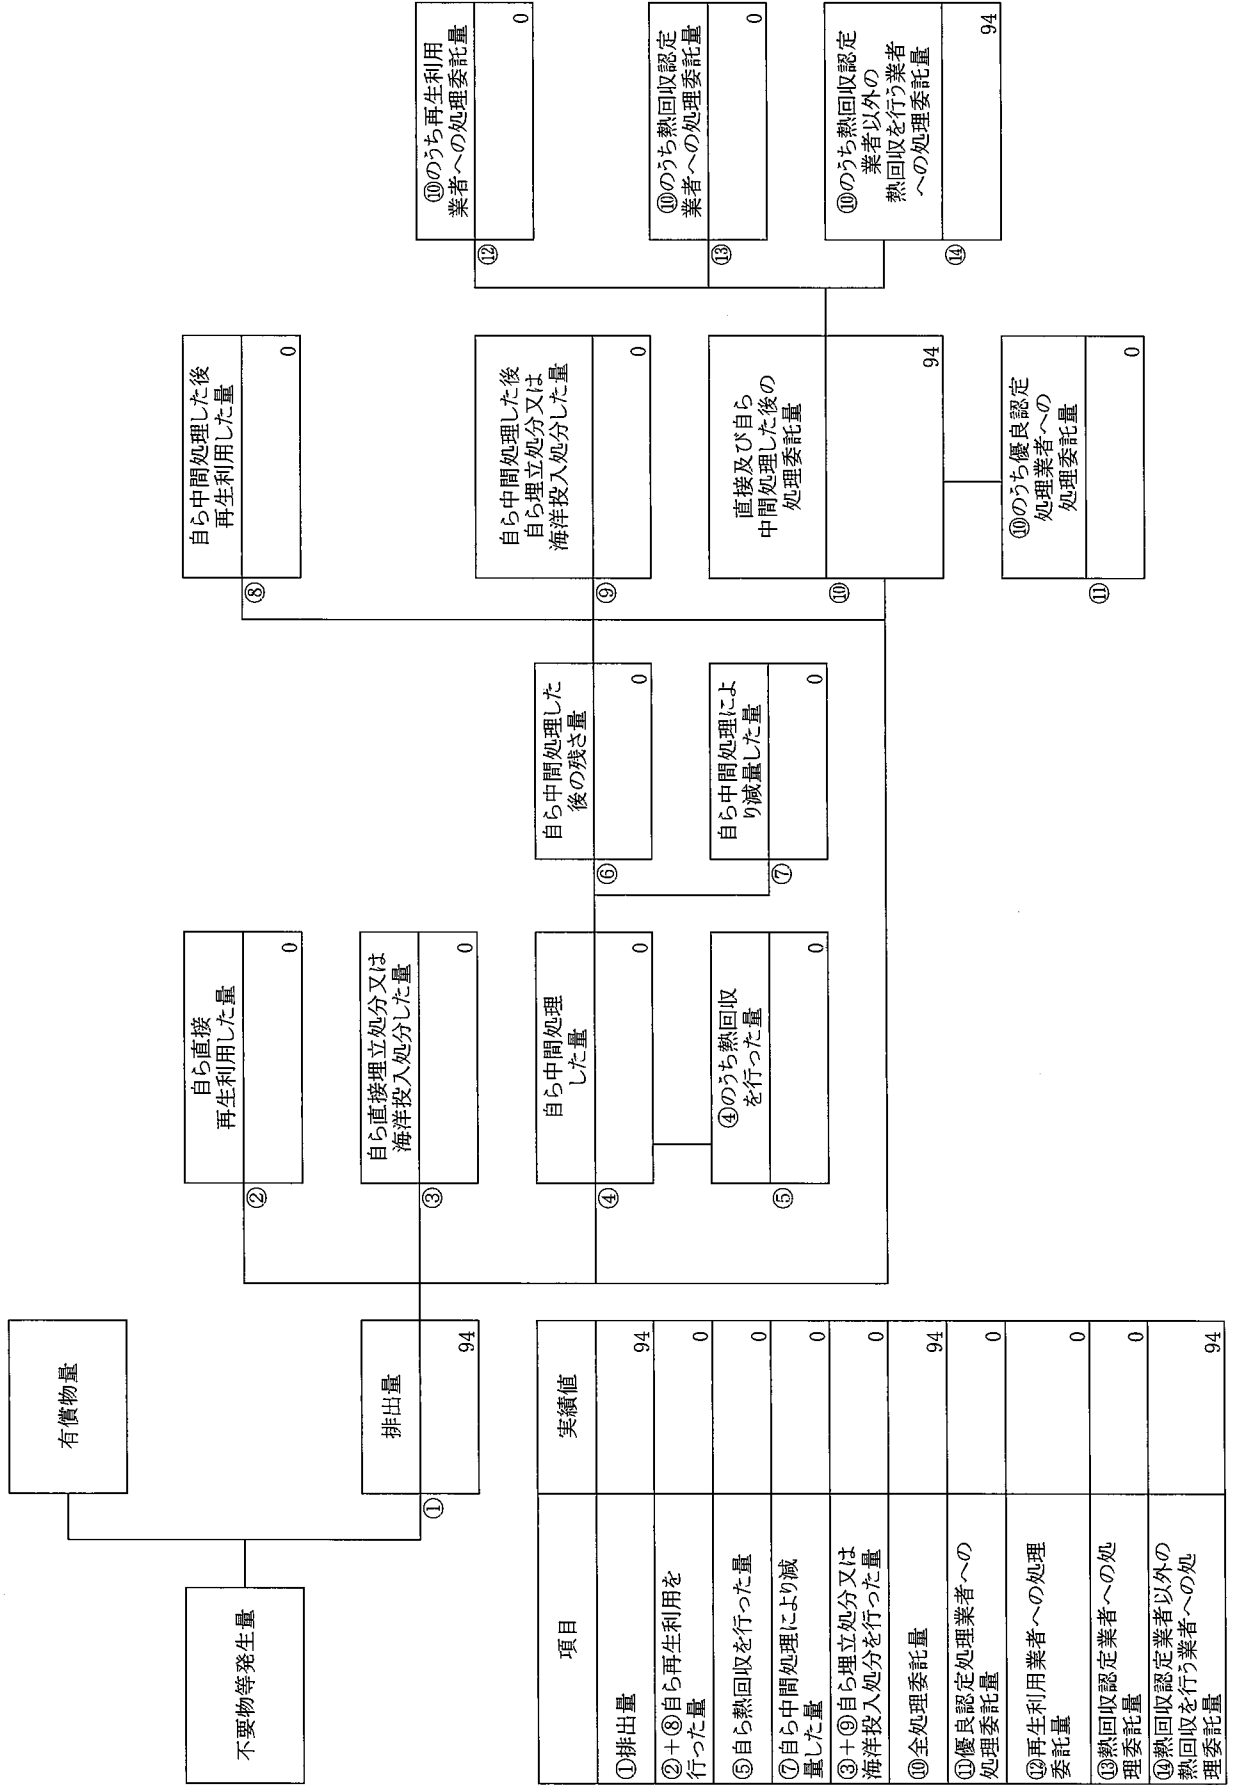 不要物等発生量
有償物量
①
排出量
94
②
自ら直接
再生利用した量
0
③
自ら直接埋立処分又は
海洋投入処分した量
0
④
自ら中間処理
した量
0
⑤
④のうち熱回収
を行った量
0
⑥
自ら中間処理した
後の残さ量
0
⑦
自ら中間処理によ
り減量した量
0
⑧
自ら中間処理した後
再生利用した量
0
⑨
自ら中間処理した後
自ら埋立処分又は
海洋投入処分した量
0
⑩
直接及び自ら
中間処理した後の
処理委託量
94
⑪
⑩のうち優良認定
処理業者への
処理委託量
0
⑫
⑩のうち再生利用
業者への処理委託量
0
⑬
⑩のうち熱回収認定
業者への処理委託量
0
⑭
⑩のうち熱回収認定
業者以外の
熱回収を行う業者
への処理委託量
94
項目 実績値
①排出量 94
②+⑧自ら再生利用を
行った量 0
⑤自ら熱回収を行った量 0
⑦自ら中間処理により減
量した量 0
③+⑨自ら埋立処分又は
海洋投入処分を行った量 0
⑩全処理委託量 94
⑪優良認定処理業者への
処理委託量 0
⑫再生利用業者への処理
委託量 0
⑬熱回収認定業者への処
理委託量 0
⑭熱回収認定業者以外の
熱回収を行う業者への処
理委託量 94